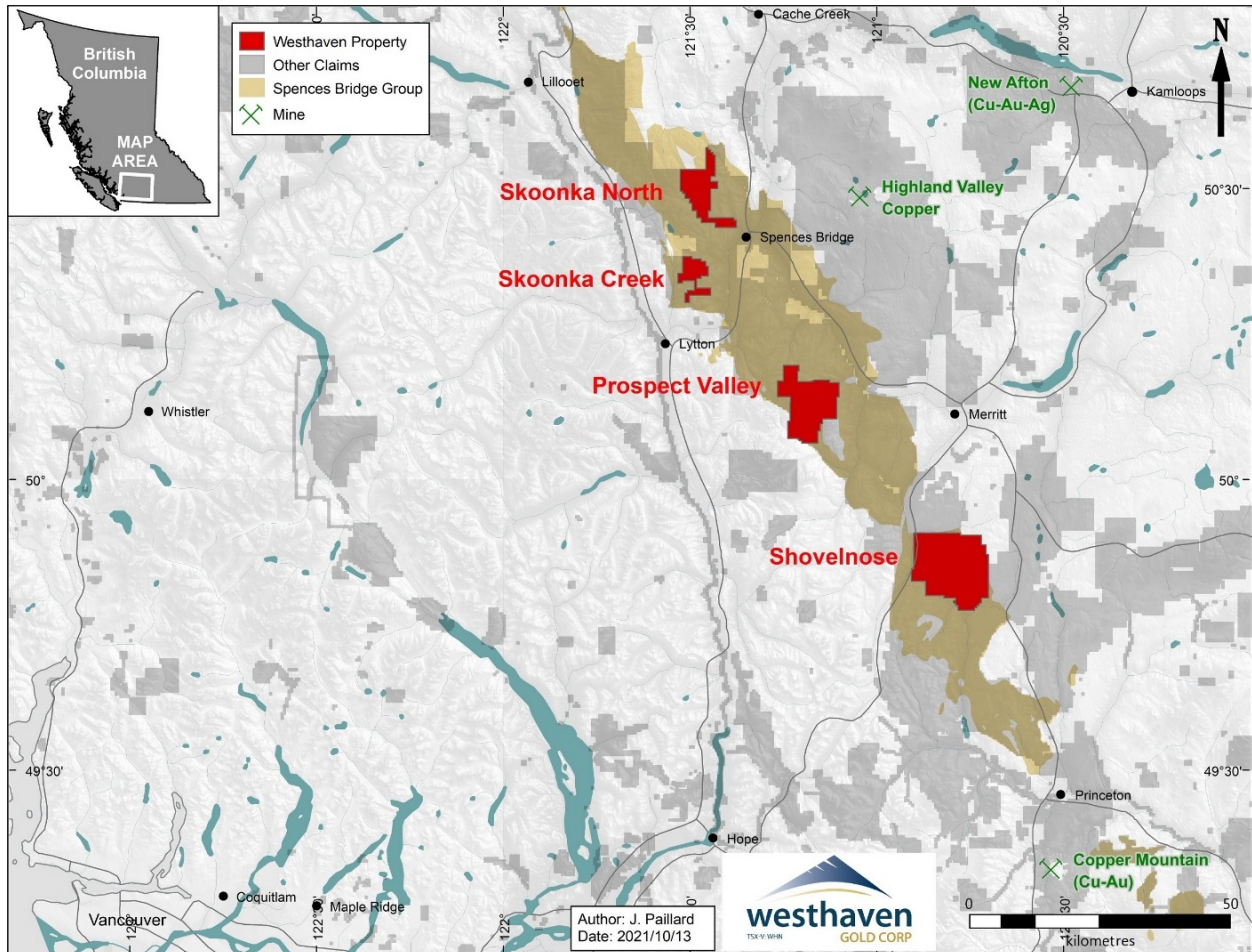 British
Columbia
MAP
AREA
Westhaven Property
Other Claims
Spences Bridge Group
Mine
122°
121°30'
121°
120°30'
N
Cache Creek
Lillooet
New Afton
(Cu-Au-Ag)
Kamloops
Skoonka North
Highland Valley
Copper
50°30'
Spences Bridge
Skoonka Creek
Lytton
Prospect Valley
Whistler
Merritt
50°
50°
Shovelnose
49°30'
49°30'
Princeton
Hope
Copper Mountain
(Cu-Au)
Coquitlam
Maple Ridge
Vancouver
122°
Author: J. Paillard
Date: 2021/10/13
westhaven
TSX-V: WHN
GOLD CORP
0
50
kilometres